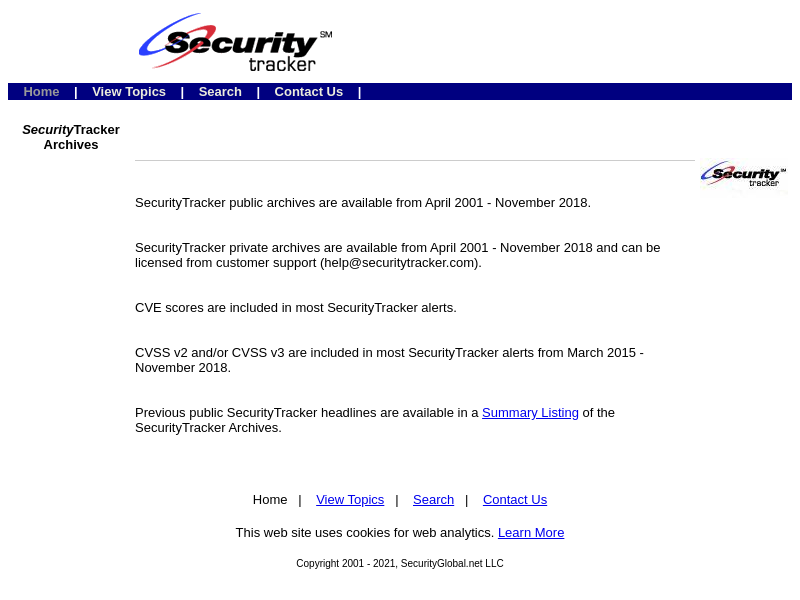 Security SM
tracker
Home | View Topics | Search | Contact Us |
SecurityTracker
Archives
Security
tracker SM
SecurityTracker public archives are available from April 2001 - November 2018.
SecurityTracker private archives are available from April 2001 - November 2018 and can be
licensed from customer support (help@securitytracker.com).
CVE scores are included in most SecurityTracker alerts.
CVSS v2 and/or CVSS v3 are included in most SecurityTracker alerts from March 2015 -
November 2018.
Previous public SecurityTracker headlines are available in a Summary Listing of the
SecurityTracker Archives.
Home | View Topics | Search | Contact Us
This web site uses cookies for web analytics. Learn More
Copyright 2001 - 2021, SecurityGlobal.net LLC